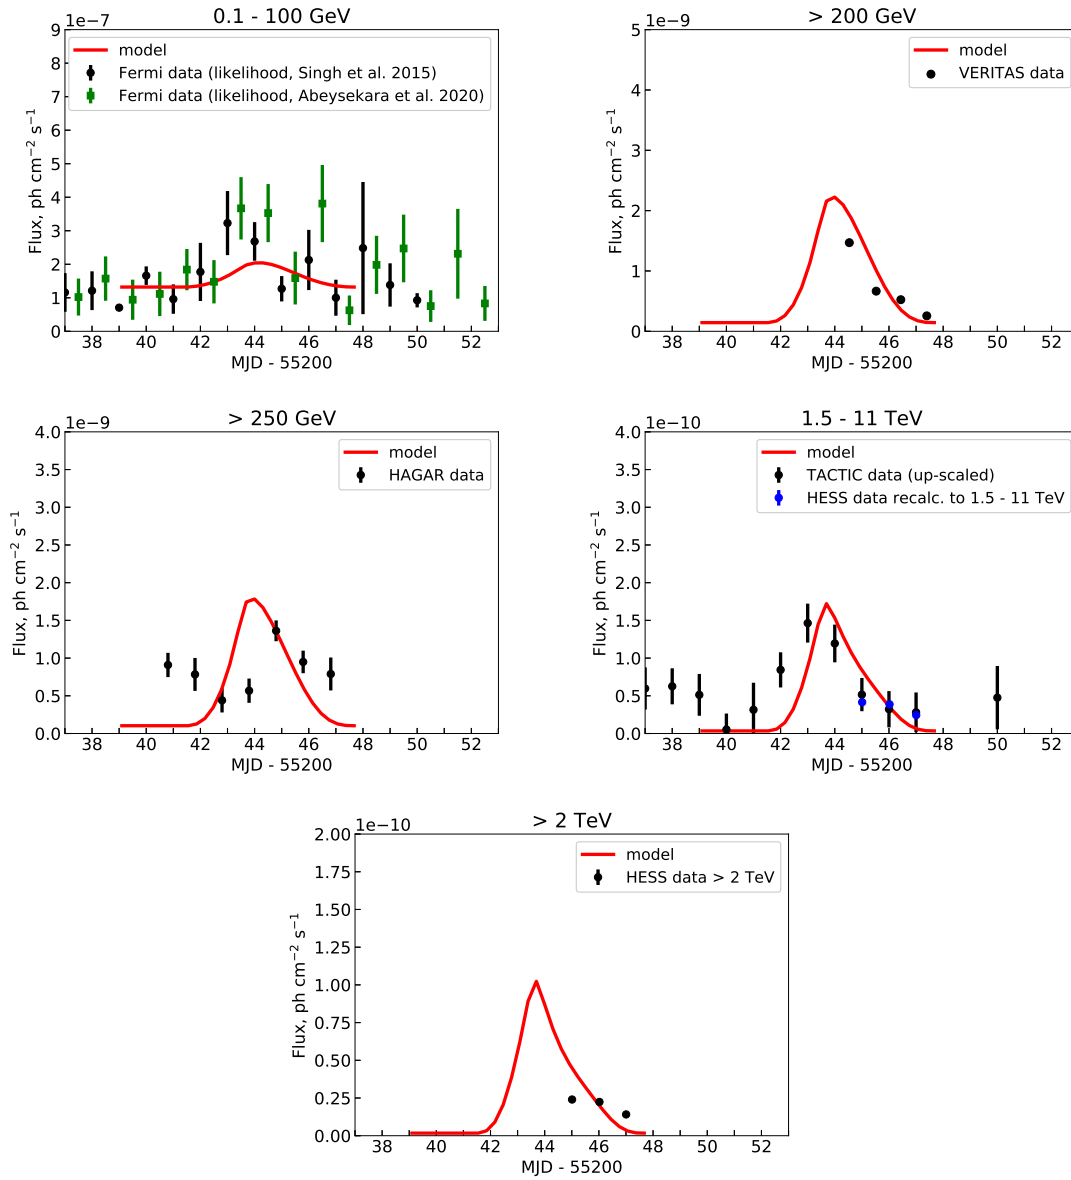 0.1 - 100 GeV
1e−7
9
8
7
6
5
4
3
2
1
0
Flux, ph cm⁻² s⁻¹
model
Fermi data (likelihood, Singh et al. 2015)
Fermi data (likelihood, Abeysekara et al. 2020)
38 40 42 44 46 48 50 52
MJD - 55200
> 200 GeV
1e−9
5
4
3
2
1
0
Flux, ph cm⁻² s⁻¹
model
VERITAS data
38 40 42 44 46 48 50 52
MJD - 55200
> 250 GeV
1e−9
4.0
3.5
3.0
2.5
2.0
1.5
1.0
0.5
0.0
Flux, ph cm⁻² s⁻¹
model
HAGAR data
38 40 42 44 46 48 50 52
MJD - 55200
1.5 - 11 TeV
1e−10
4.0
3.5
3.0
2.5
2.0
1.5
1.0
0.5
0.0
Flux, ph cm⁻² s⁻¹
model
TACTIC data (up-scaled)
HESS data recalc. to 1.5 - 11 TeV
38 40 42 44 46 48 50 52
MJD - 55200
> 2 TeV
1e−10
2.00
1.75
1.50
1.25
1.00
0.75
0.50
0.25
0.00
Flux, ph cm⁻² s⁻¹
model
HESS data > 2 TeV
38 40 42 44 46 48 50 52
MJD - 55200